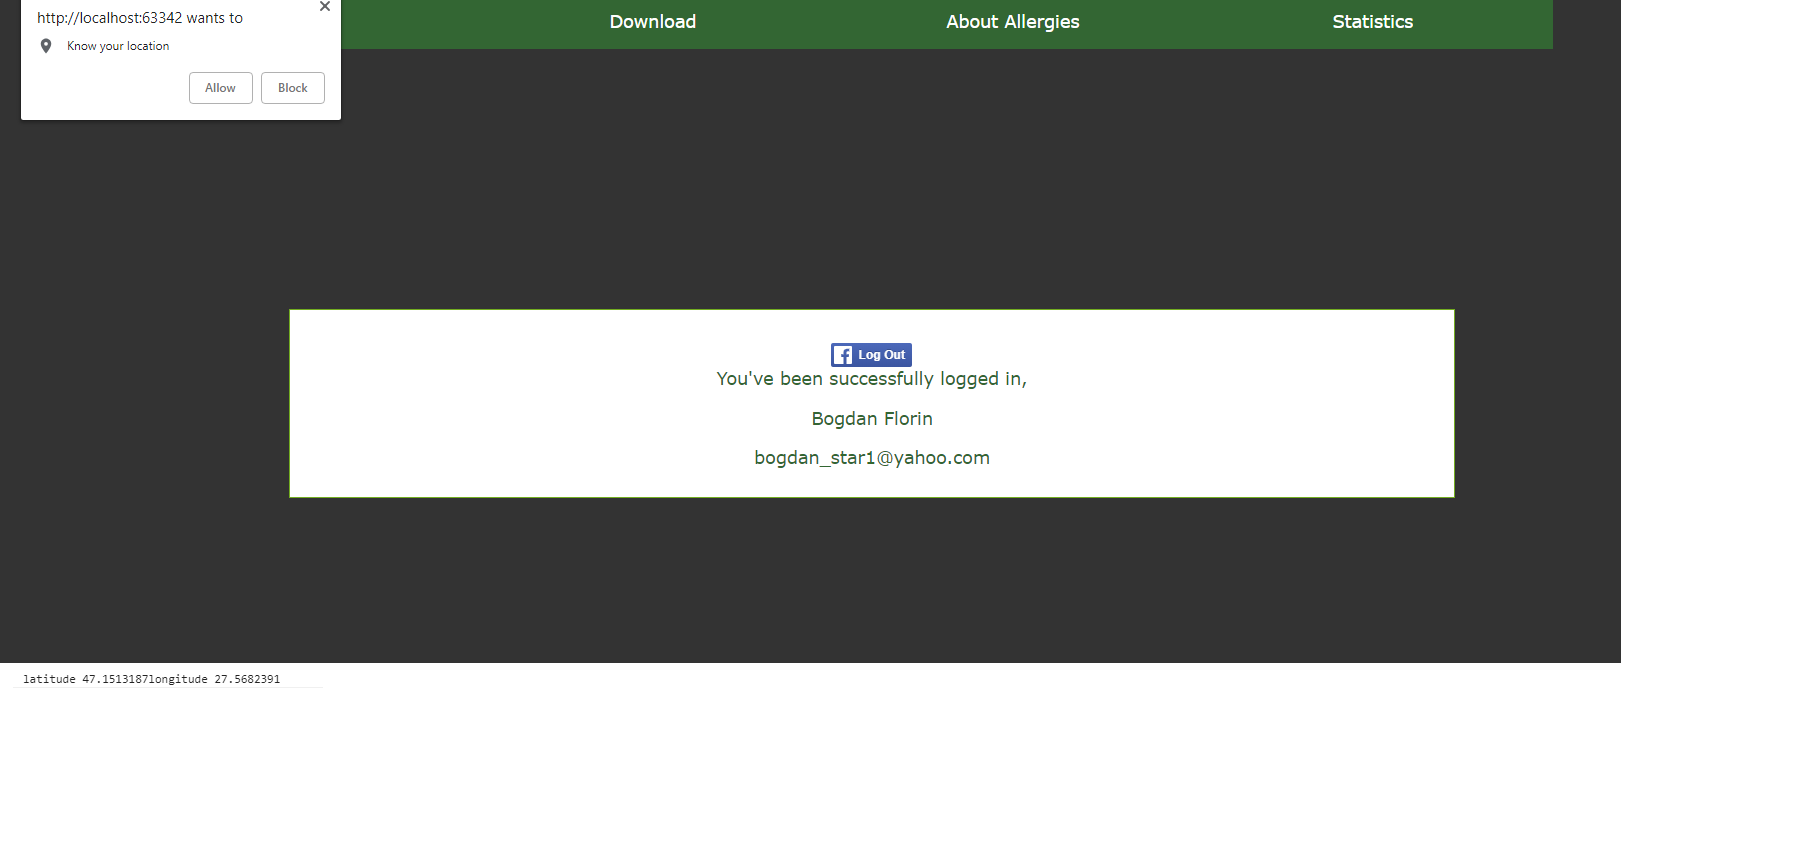 http://localhost:63342 wants to
Know your location
Allow Block
Download About Allergies Statistics
Log Out
You've been successfully logged in,
Bogdan Florin
bogdan_star1@yahoo.com
latitude 47.1513187longitude 27.5682391